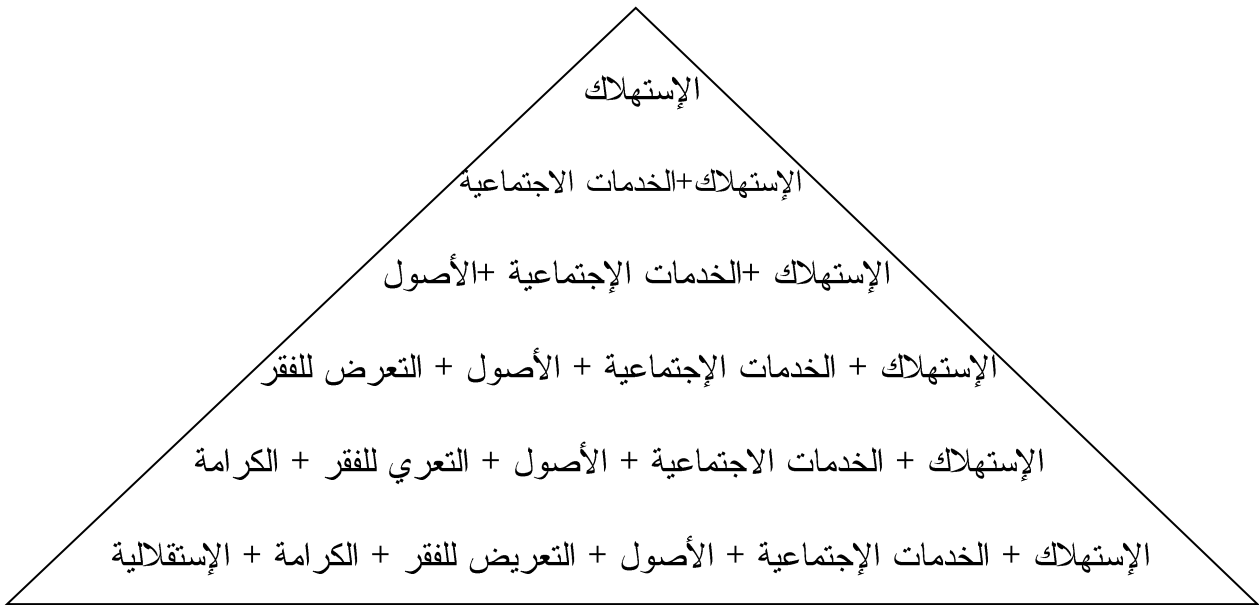 الإستهلاك
الإستهلاك+الخدمات الاجتماعية
الإستهلاك +الخدمات الإجتماعية +الأصول
الإستهلاك + الخدمات الإجتماعية + الأصول + التعرض للفقر
الإستهلاك + الخدمات الاجتماعية + الأصول + التعري للفقر + الكرامة
الإستهلاك + الخدمات الإجتماعية + الأصول + التعريض للفقر + الكرامة + الإستقلالية